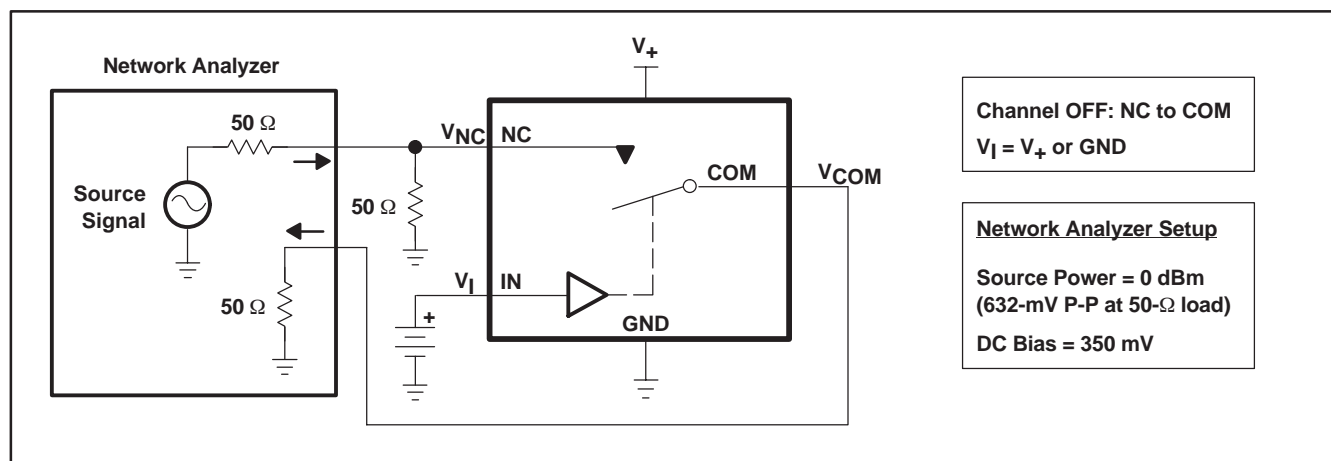 Network Analyzer
50 Ω
Source
Signal
50 Ω
50 Ω
VNC
NC
V+
COM
VCOM
VI
IN
+
GND
Channel OFF: NC to COM
VI = V+ or GND
Network Analyzer Setup
Source Power = 0 dBm
(632-mV P-P at 50-Ω load)
DC Bias = 350 mV